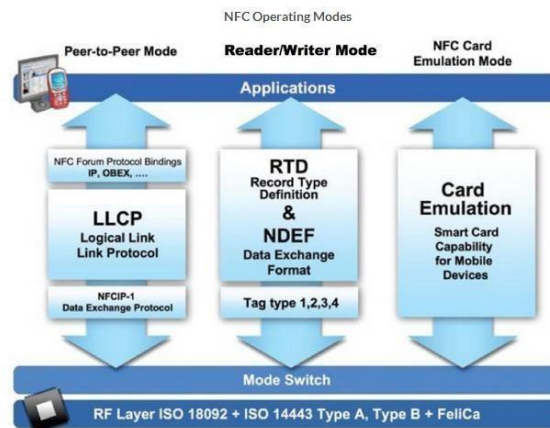 NFC Operating Modes
Peer-to-Peer Mode
Reader/Writer Mode
NFC Card
Emulation Mode
Applications
NFC Forum Protocol Bindings
IP, OBEX, ....
LLCP
Logical Link
Link Protocol
NFCIP-1
Data Exchange Protocol
RTD
Record Type
Definition
&
NDEF
Data Exchange
Format
Tag type 1,2,3,4
Card
Emulation
Smart Card
Capability
for Mobile
Devices
Mode Switch
RF Layer ISO 18092 + ISO 14443 Type A, Type B + FeliCa